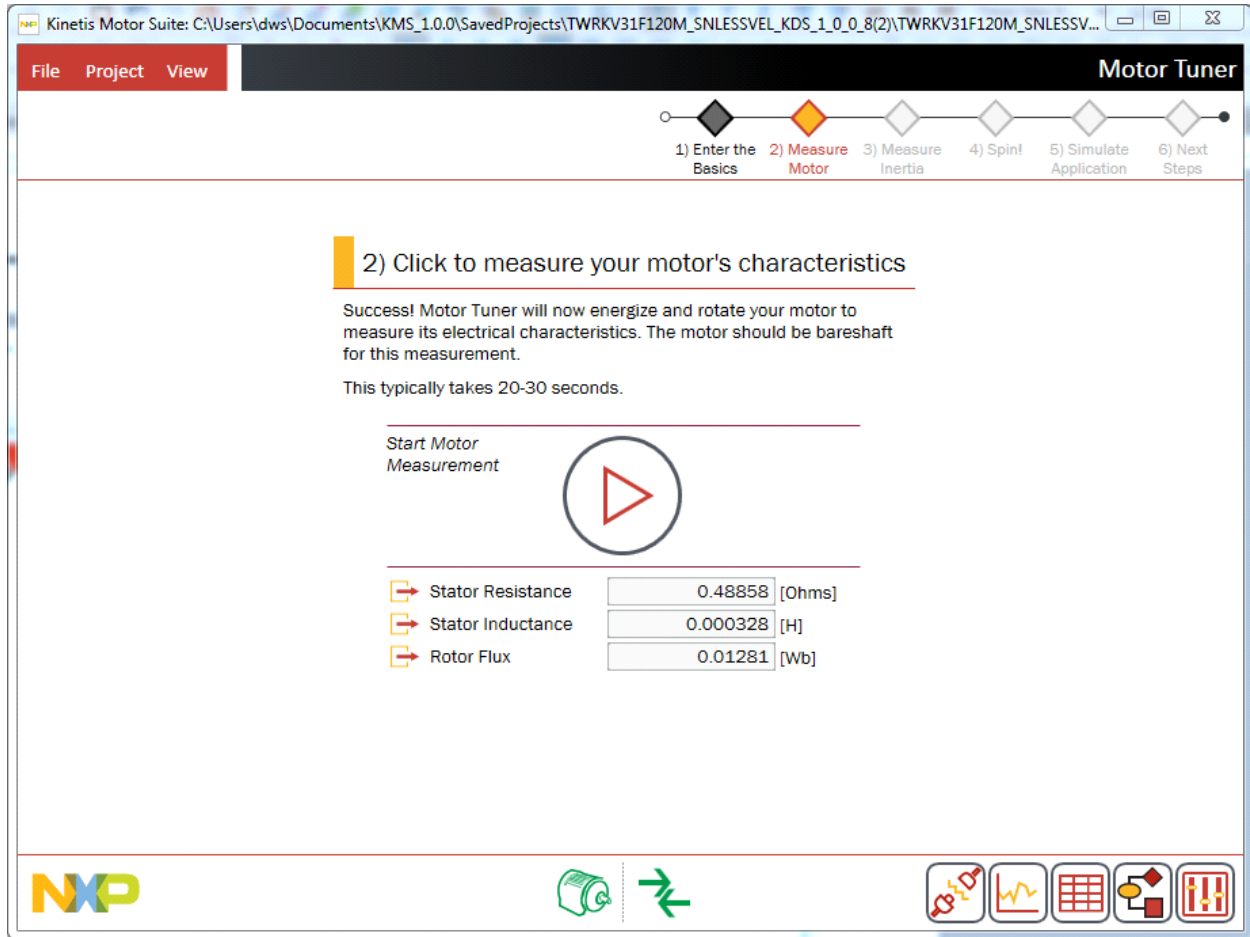 Kinetis Motor Suite: C:\Users\dws\Documents\KMS_1.0.0\SavedProjects\TWRKV31F120M_SNLESSVEL_KDS_1_0_0_8(2)\TWRKV31F120M_SNLESSV...
File Project View
Motor Tuner
1) Enter the Basics
2) Measure Motor
3) Measure Inertia
4) Spin!
5) Simulate Application
6) Next Steps
2) Click to measure your motor's characteristics
Success! Motor Tuner will now energize and rotate your motor to
measure its electrical characteristics. The motor should be bareshaft
for this measurement.
This typically takes 20-30 seconds.
Start Motor
Measurement
Stator Resistance 0.48858 [Ohms]
Stator Inductance 0.000328 [H]
Rotor Flux 0.01281 [Wb]
NXP